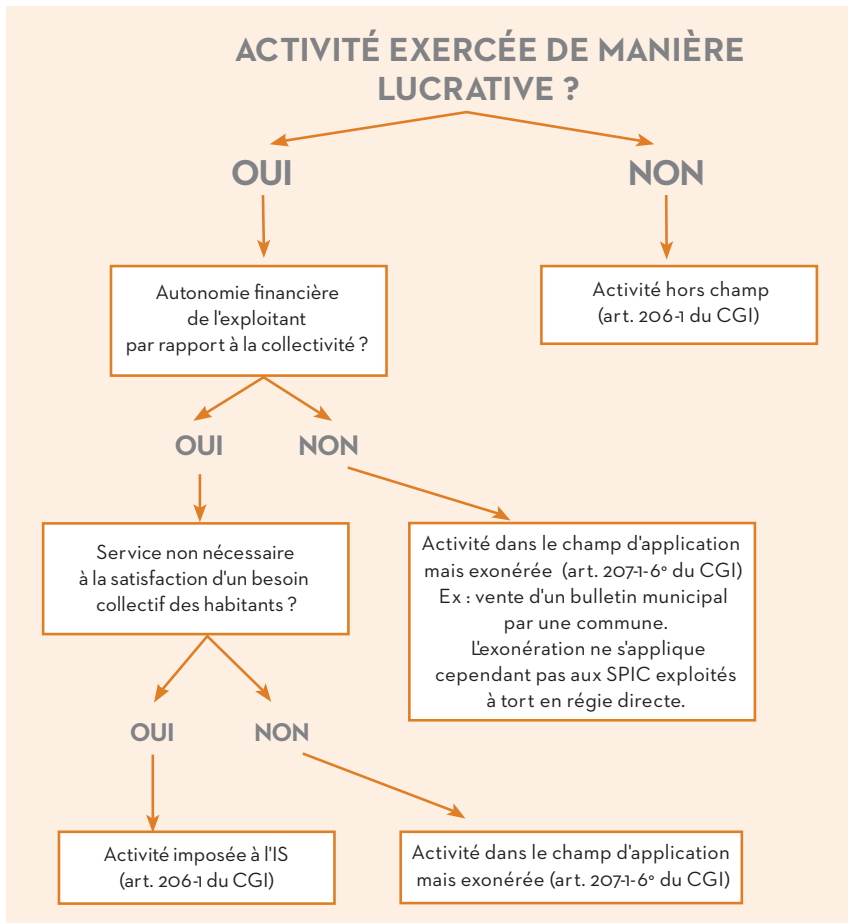 ACTIVITÉ EXERCÉE DE MANIÈRE
LUCRATIVE ?
OUI
NON
Autonomie financière
de l'exploitant
par rapport à la collectivité ?
Activité hors champ
(art. 206-1 du CGI)
OUI
NON
Service non nécessaire
à la satisfaction d'un besoin
collectif des habitants ?
Activité dans le champ d'application
mais exonérée (art. 207-1-6° du CGI)
Ex : vente d'un bulletin municipal
par une commune.
L'exonération ne s'applique
cependant pas aux SPIC exploités
à tort en régie directe.
OUI
NON
Activité imposée à l'IS
(art. 206-1 du CGI)
Activité dans le champ d'application
mais exonérée (art. 207-1-6° du CGI)